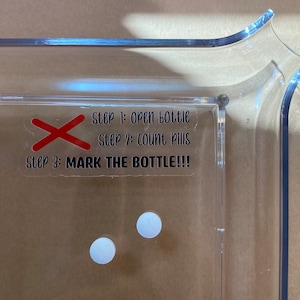 Step 1: Open Bottle
Step 2: Count Pills
Step 3: MARK THE BOTTLE!!!